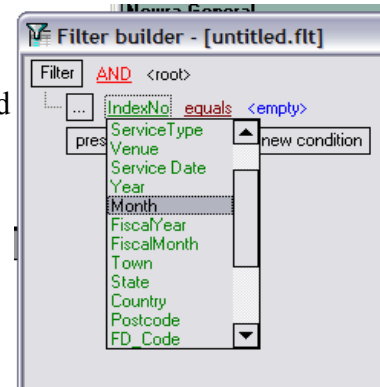 Nowra General
Filter builder - [untitled.flt]
Filter AND <root>
... IndexNo equals <empty>
d
pres new condition
ServiceType
Venue
Service Date
Year
Month
FiscalYear
FiscalMonth
Town
State
Country
Postcode
FD_Code